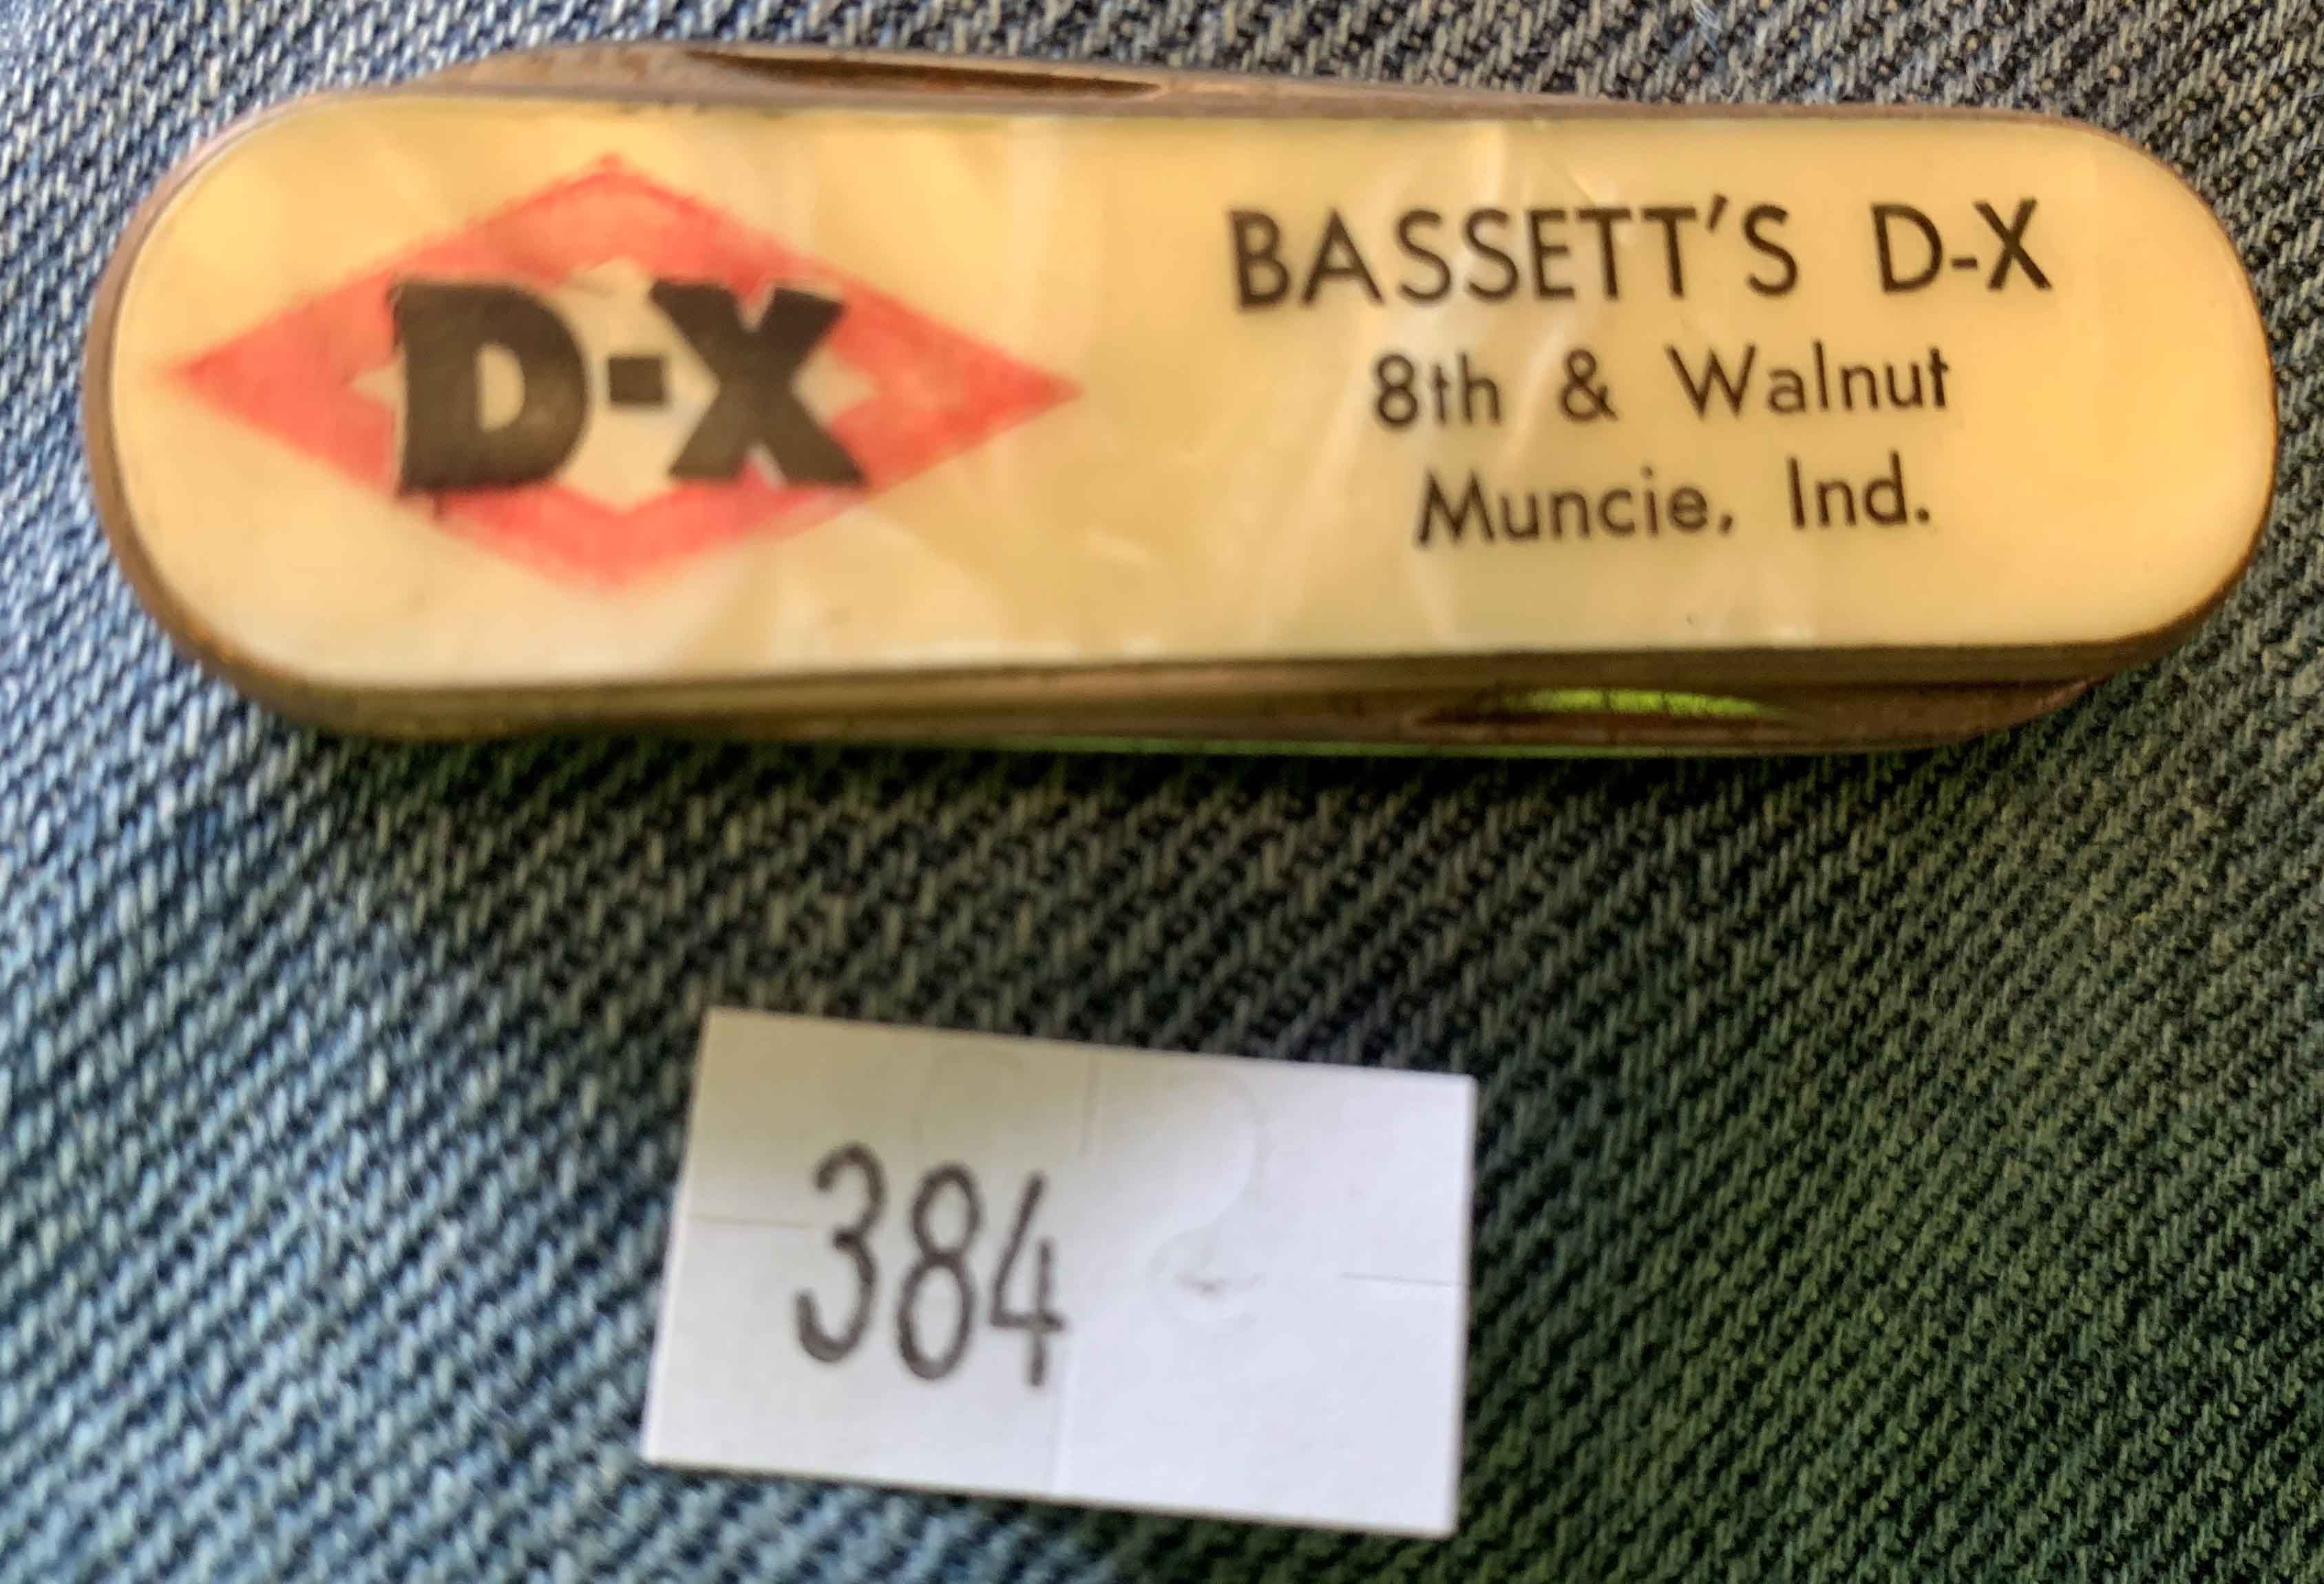 D-X
BASSETT'S D-X
8th & Walnut
Muncie, Ind.
384